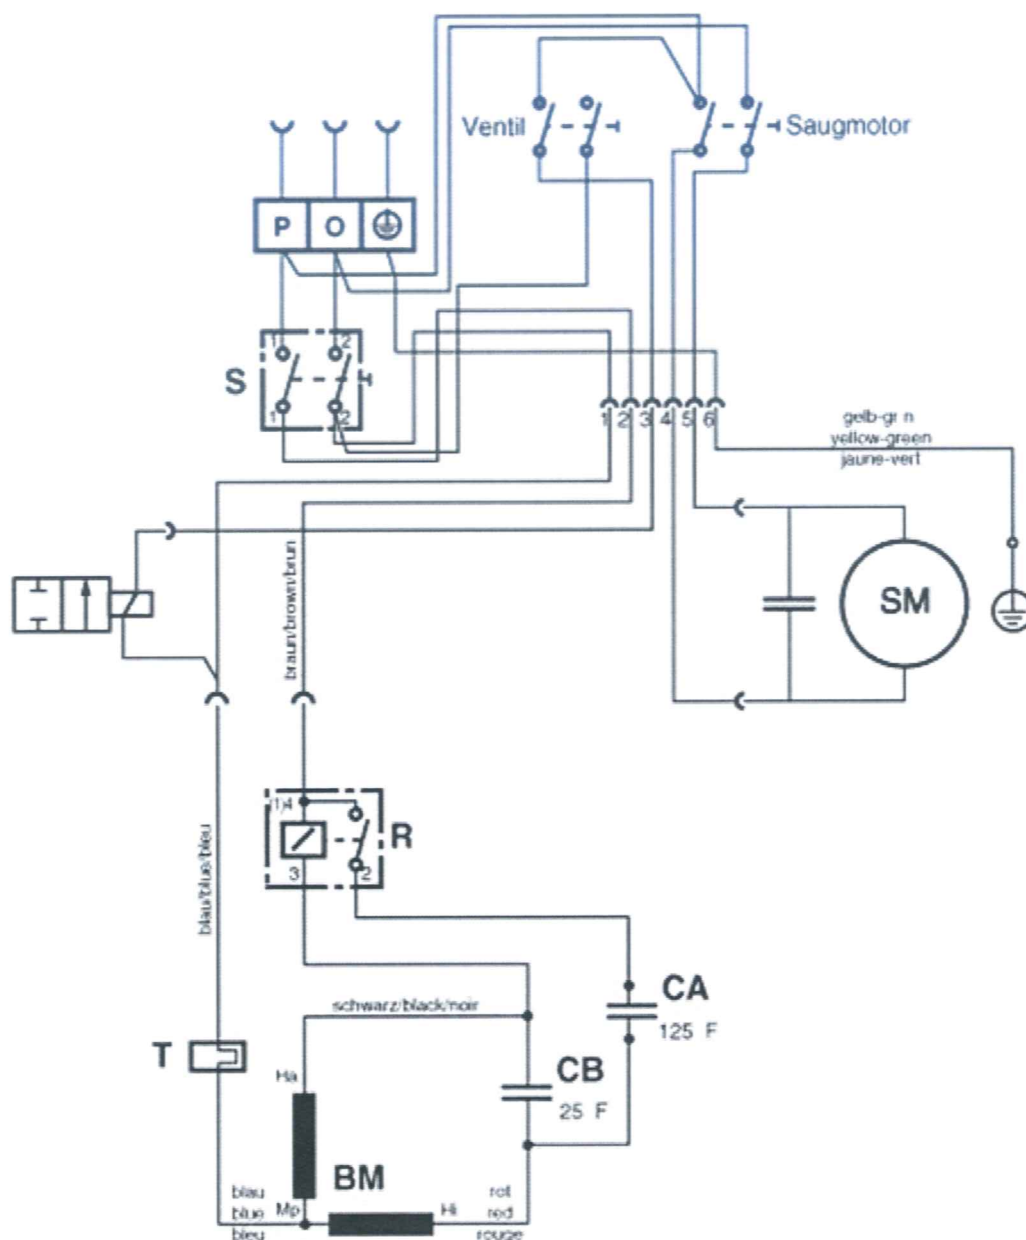 Ventil
Saugmotor
P O
1 2
S
1 2
1 2 3 4 5 6
gelb-gr n
yellow-green
jaune-vert
braun/brown/brun
SM
(1)4
R
3 2
blau/blue/bleu
CA
125 F
schwarz/black/noir
T
Ha
CB
25 F
BM
blau
blue
bleu
Mp
Hi
rot
red
rouge